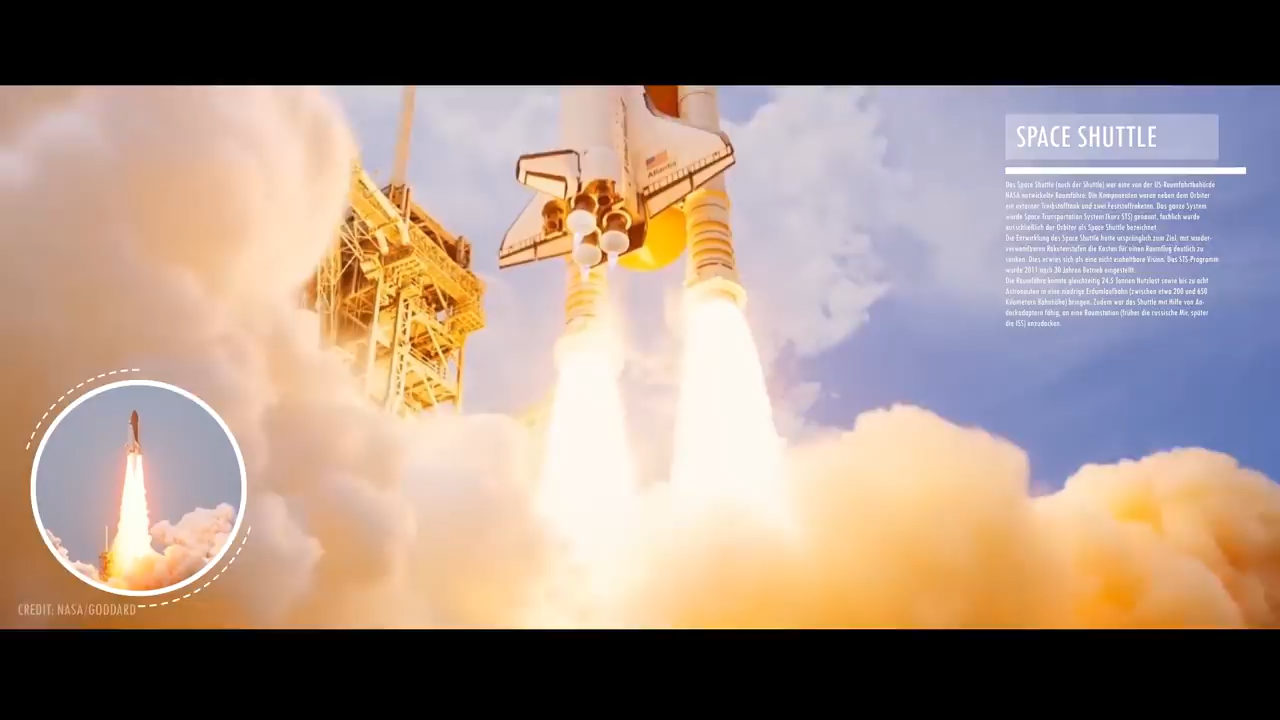 SPACE SHUTTLE
Das Space Shuttle (auch der Shuttle) war eine von der US-Raumfahrtbehörde
NASA entwickelte Raumfähre. Die Komponenten waren neben dem Orbiter
ein externer Treibstofftank und zwei Feststoffraketen. Das ganze System
wurde Space Transportation System (kurz STS) genannt, fachlich wurde
ausschließlich der Orbiter als Space Shuttle bezeichnet.
Die Entwicklung des Space Shuttle hatte ursprünglich zum Ziel, mit wieder-
verwendbaren Raketenstufen die Kosten für einen Raumflug deutlich zu
senken. Dies erwies sich als eine nicht einhaltbare Vision. Das STS-Programm
wurde 2011 nach 30 Jahren Betrieb eingestellt.
Die Raumfähre konnte gleichzeitig 24,5 Tonnen Nutzlast sowie bis zu acht
Astronauten in eine niedrige Erdumlaufbahn (zwischen etwa 200 und 650
Kilometern Bahnhöhe) bringen. Zudem war das Shuttle mit Hilfe von An-
dockadaptern fähig, an eine Raumstation (früher die russische Mir, später
die ISS) anzudocken.
Atlantis
CREDIT: NASA/GODDARD